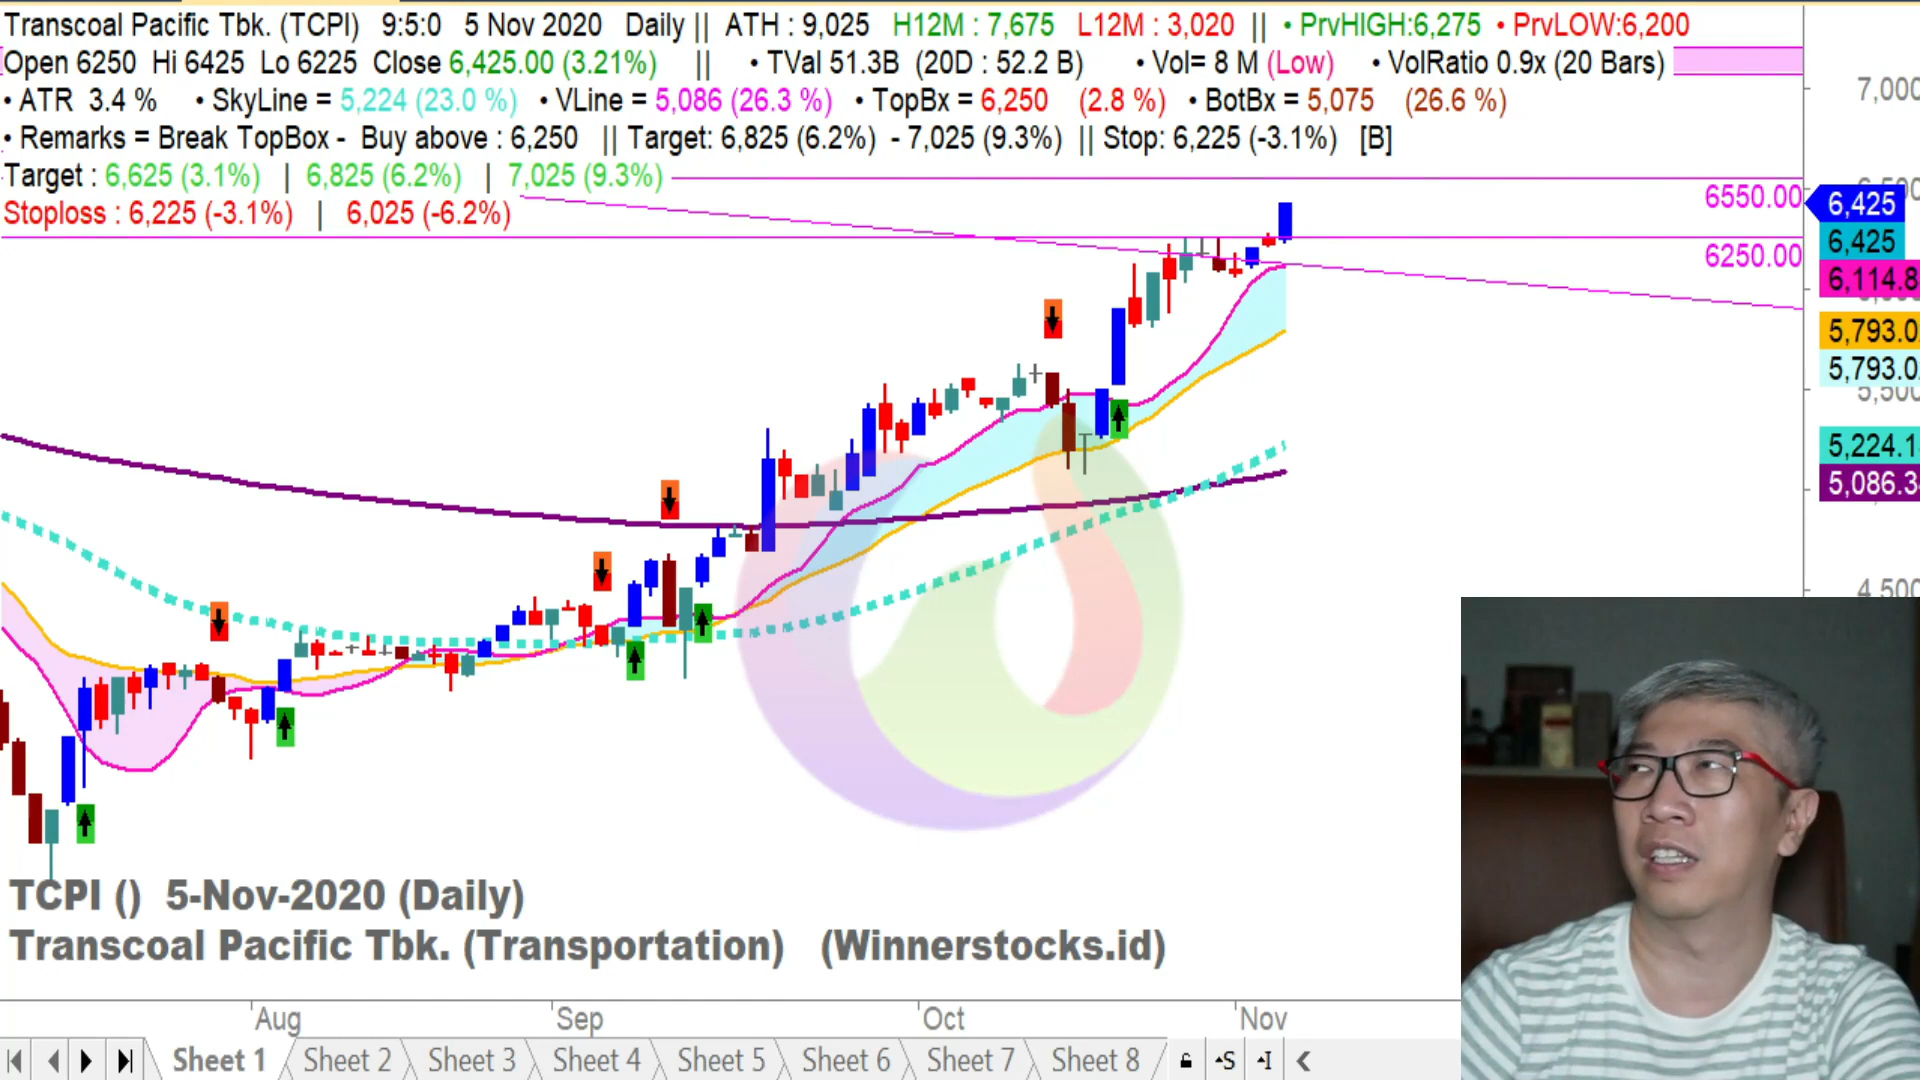 Transcoal Pacific Tbk. (TCPI)   9:5:0   5 Nov 2020   Daily ||   ATH : 9,025   H12M : 7,675   L12M : 3,020   ||   • PrvHIGH:6,275   • PrvLOW:6,200
Open 6250   Hi 6425   Lo 6225   Close 6,425.00 (3.21%)   ||   • TVal 51.3B   (20D : 52.2 B)   • Vol= 8 M (Low)   • VolRatio 0.9x (20 Bars)
• ATR   3.4 %   • SkyLine = 5,224 (23.0 %)   • VLine = 5,086 (26.3 %)   • TopBx = 6,250   (2.8 %)   • BotBx = 5,075   (26.6 %)
• Remarks = Break TopBox -   Buy above : 6,250   || Target: 6,825 (6.2%)   - 7,025 (9.3%)   || Stop: 6,225 (-3.1%)   [B]
Target : 6,625 (3.1%)   |   6,825 (6.2%)   |   7,025 (9.3%)
Stoploss : 6,225 (-3.1%)   |   6,025 (-6.2%)
7,000
6550.00
6,425
6,425
6250.00
6,114.8
5,793.0
5,793.0
5,500
5,224.1
5,086.3
4,500
TCPI ()   5-Nov-2020 (Daily)
Transcoal Pacific Tbk. (Transportation)   (Winnerstocks.id)
Aug   Sep   Oct   Nov
Sheet 1   Sheet 2   Sheet 3   Sheet 4   Sheet 5   Sheet 6   Sheet 7   Sheet 8   S   I